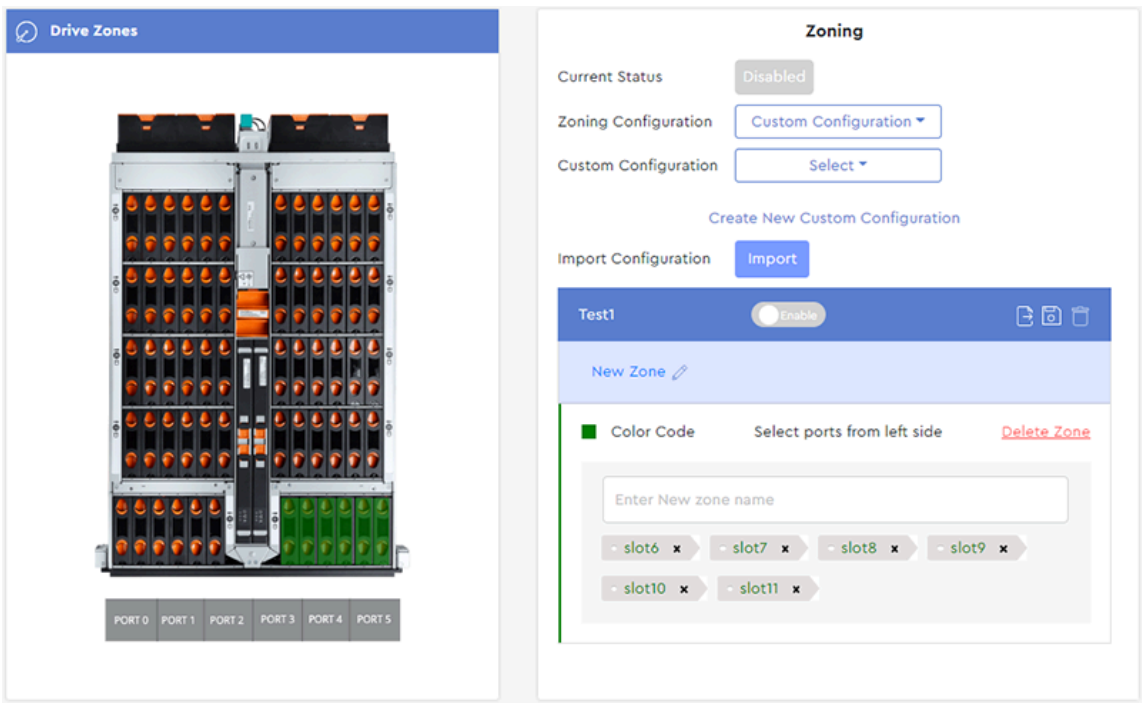 Drive Zones
PORT 0 PORT 1 PORT 2 PORT 3 PORT 4 PORT 5
Zoning
Current Status Disabled
Zoning Configuration Custom Configuration
Custom Configuration Select
Create New Custom Configuration
Import Configuration Import
Test1 Enable
New Zone
Color Code Select ports from left side Delete Zone
Enter New zone name
slot6 × slot7 × slot8 × slot9 ×
slot10 × slot11 ×